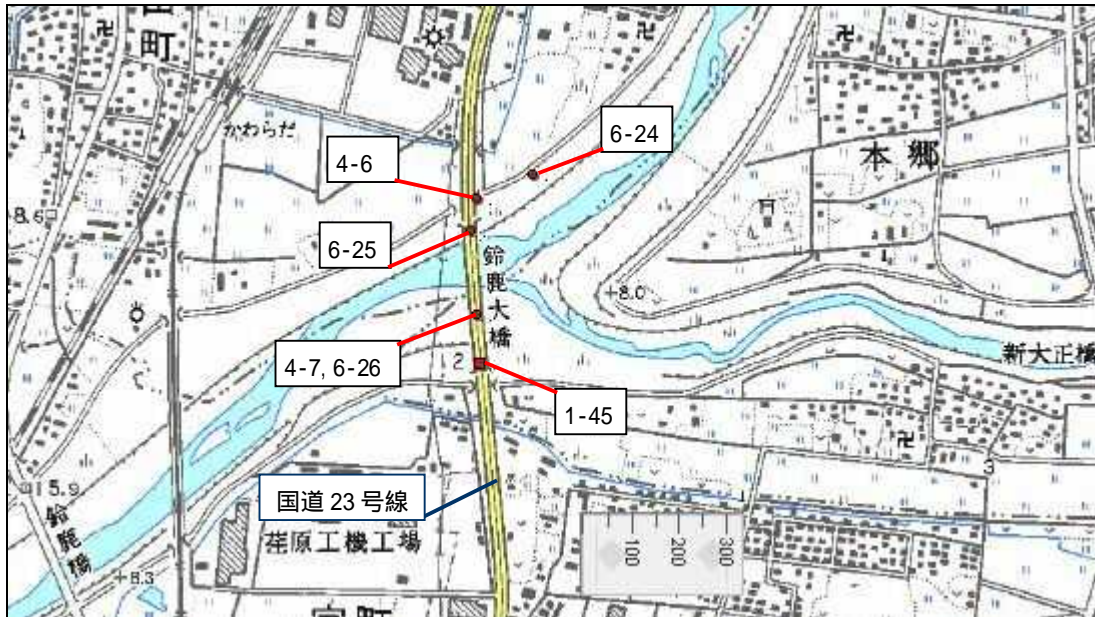 町
かわらだ
4-6
6-24
本郷
8.6
6-25
鈴鹿大橋
+8.0
新大正橋
4-7, 6-26
2
1-45
3
15.9
国道 23 号線
鈴鹿橋
荏原工機工場
+8.3
100
200
300